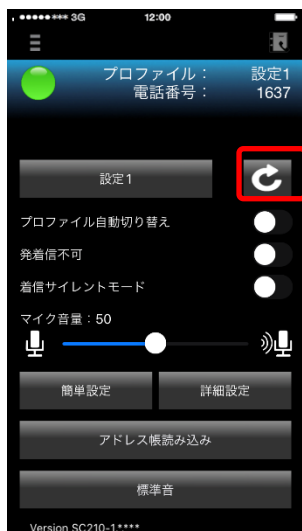 ●●●●●*** 3G 12:00
プロファイル： 設定1
電話番号： 1637
設定1
プロファイル自動切り替え
発着信不可
着信サイレントモード
マイク音量：50
簡単設定 詳細設定
アドレス帳読み込み
標準音
Version SC210-1.****